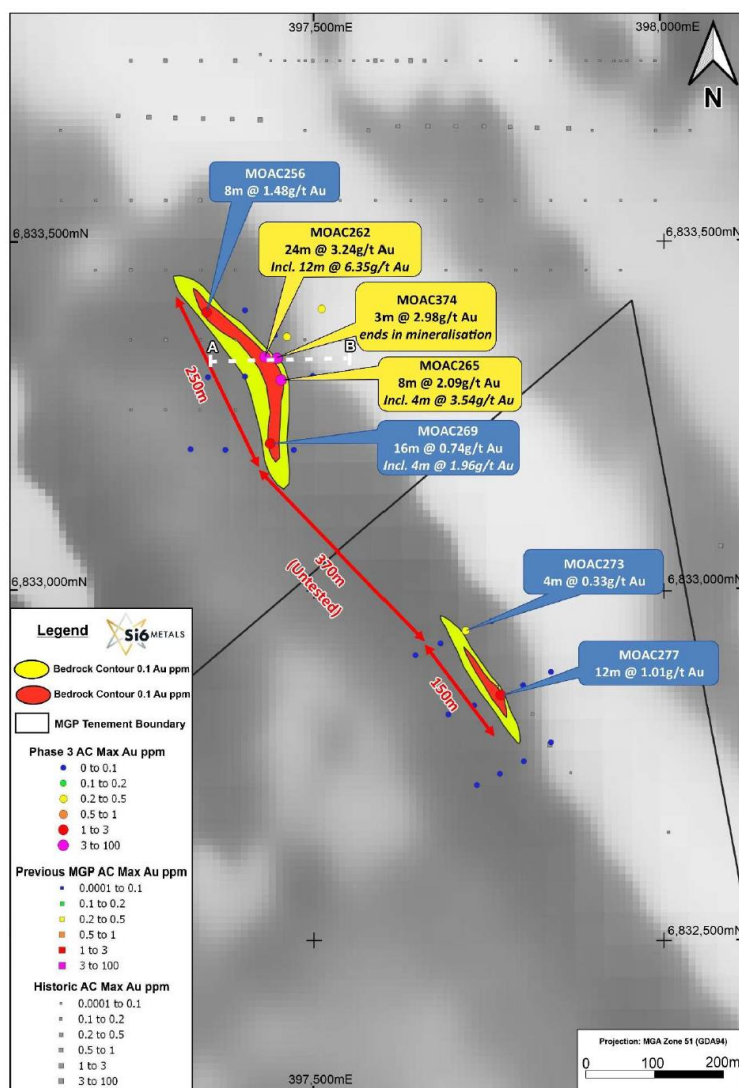 397,500mE
398,000mE
N
MOAC256
8m @ 1.48g/t Au
MOAC262
24m @ 3.24g/t Au
Incl. 12m @ 6.35g/t Au
6,833,500mN
6,833,500mN
MOAC374
3m @ 2.98g/t Au
ends in mineralisation
A
B
MOAC265
8m @ 2.09g/t Au
Incl. 4m @ 3.54g/t Au
250m
MOAC269
16m @ 0.74g/t Au
Incl. 4m @ 1.96g/t Au
370m
(Untested)
MOAC273
4m @ 0.33g/t Au
6,833,000mN
6,833,000mN
MOAC277
12m @ 1.01g/t Au
150m
Legend
Si6 METALS
Bedrock Contour 0.1 Au ppm
Bedrock Contour 0.1 Au ppm
MGP Tenement Boundary
Phase 3 AC Max Au ppm
0 to 0.1
0.1 to 0.2
0.2 to 0.5
0.5 to 1
1 to 3
3 to 100
Previous MGP AC Max Au ppm
0.0001 to 0.1
0.1 to 0.2
0.2 to 0.5
0.5 to 1
1 to 3
3 to 100
Historic AC Max Au ppm
0.0001 to 0.1
0.1 to 0.2
0.2 to 0.5
0.5 to 1
1 to 3
3 to 100
6,832,500mN
397,500mE
Projection: MGA Zone 51 (GDA94)
0 100 200m